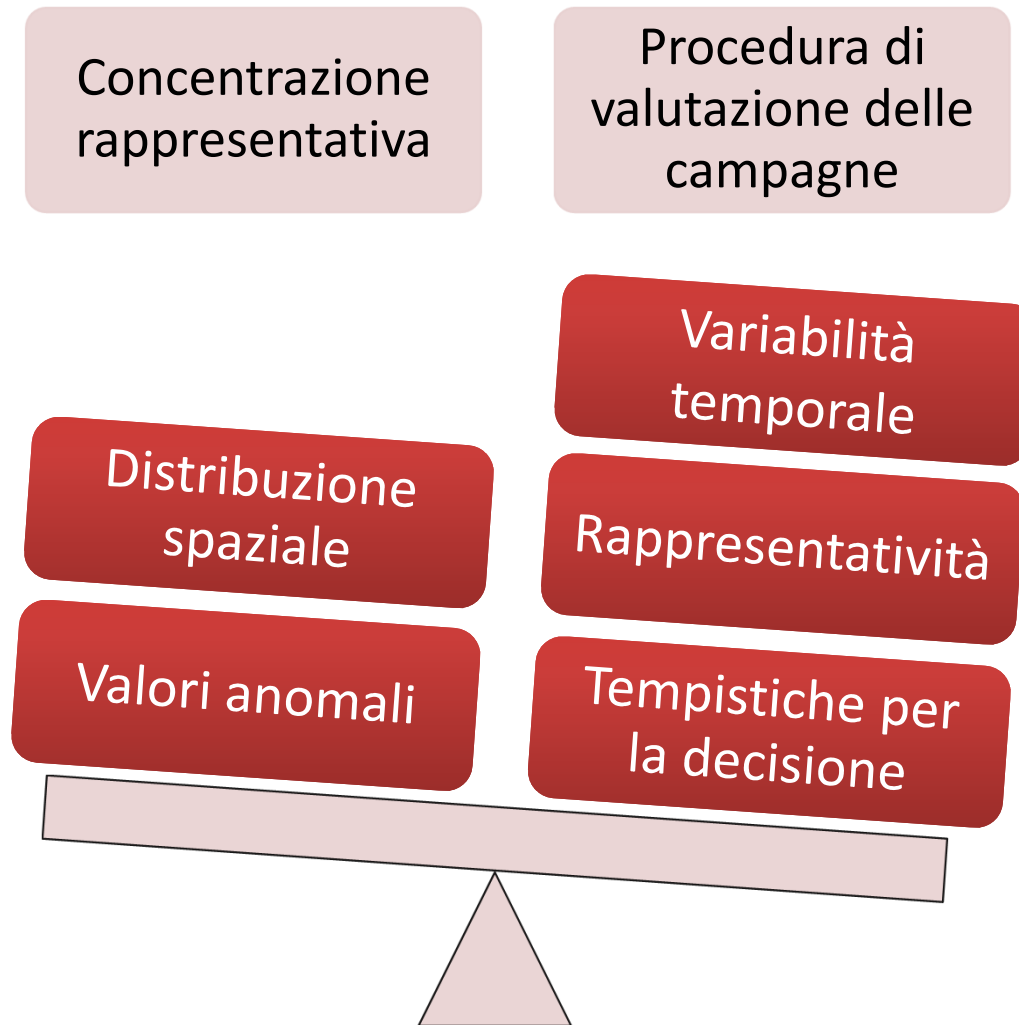 Concentrazione
rappresentativa
Procedura di
valutazione delle
campagne
Distribuzione
spaziale
Valori anomali
Variabilità
temporale
Rappresentatività
Tempistiche per
la decisione